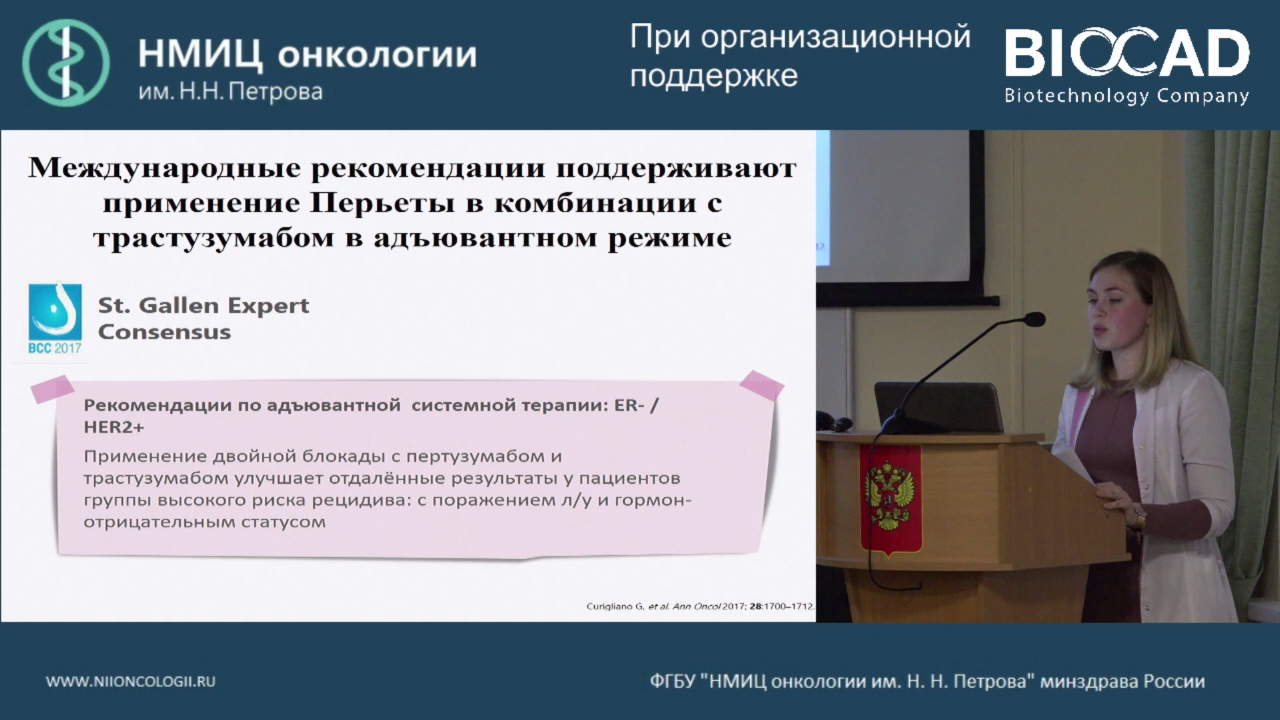 НМИЦ онкологии
им. Н.Н. Петрова
При организационной
поддержке
BIOCAD
Biotechnology Company
Международные рекомендации поддерживают
применение Перьеты в комбинации с
трастузумабом в адъювантном режиме
St. Gallen Expert
Consensus
BCC 2017
Рекомендации по адъювантной системной терапии: ER- /
HER2+
Применение двойной блокады с пертузумабом и
трастузумабом улучшает отдалённые результаты у пациентов
группы высокого риска рецидива: с поражением л/у и гормон-
отрицательным статусом
Curigliano G, et al. Ann Oncol 2017; 28:1700–1712.
12.
WWW.NIIONCOLOGII.RU
ФГБУ "НМИЦ онкологии им. Н. Н. Петрова" минздрава России